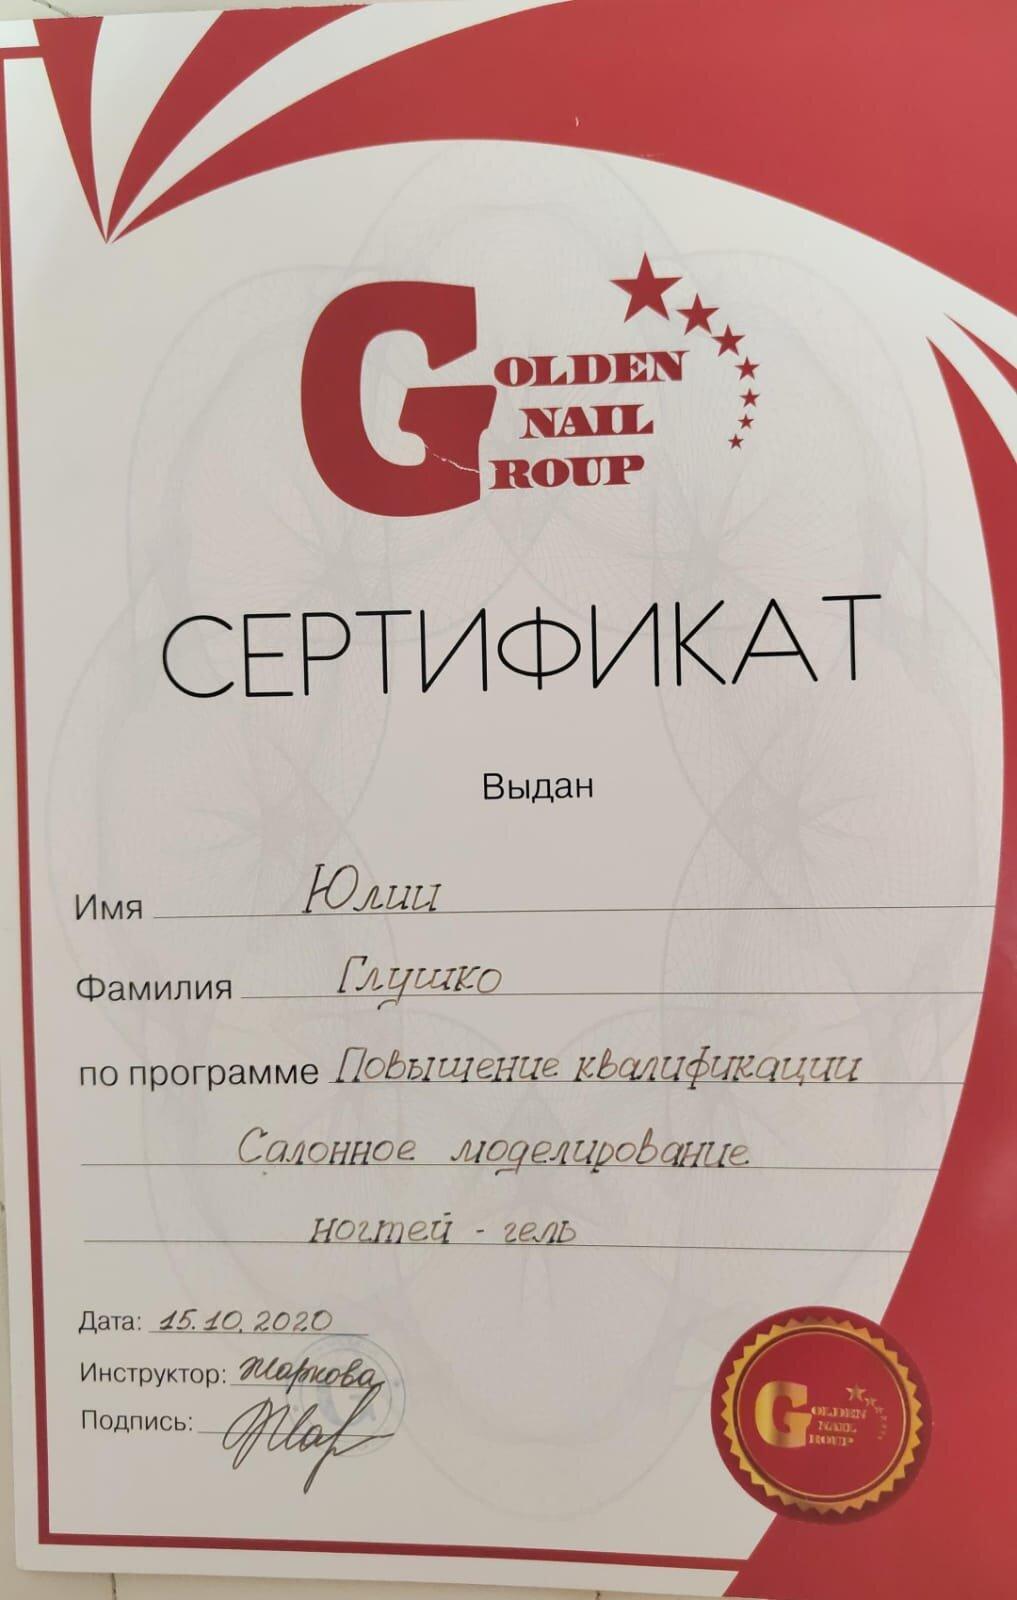 GOLDEN
NAIL
GROUP
СЕРТИФИКАТ
Выдан
Имя Юлии
Фамилия Глушко
по программе Повышение квалификации
Салонное моделирование
ногтей - гель
Дата: 15.10.2020
Инструктор: Жаркова
Подпись:
GOLDEN
NAIL
GROUP